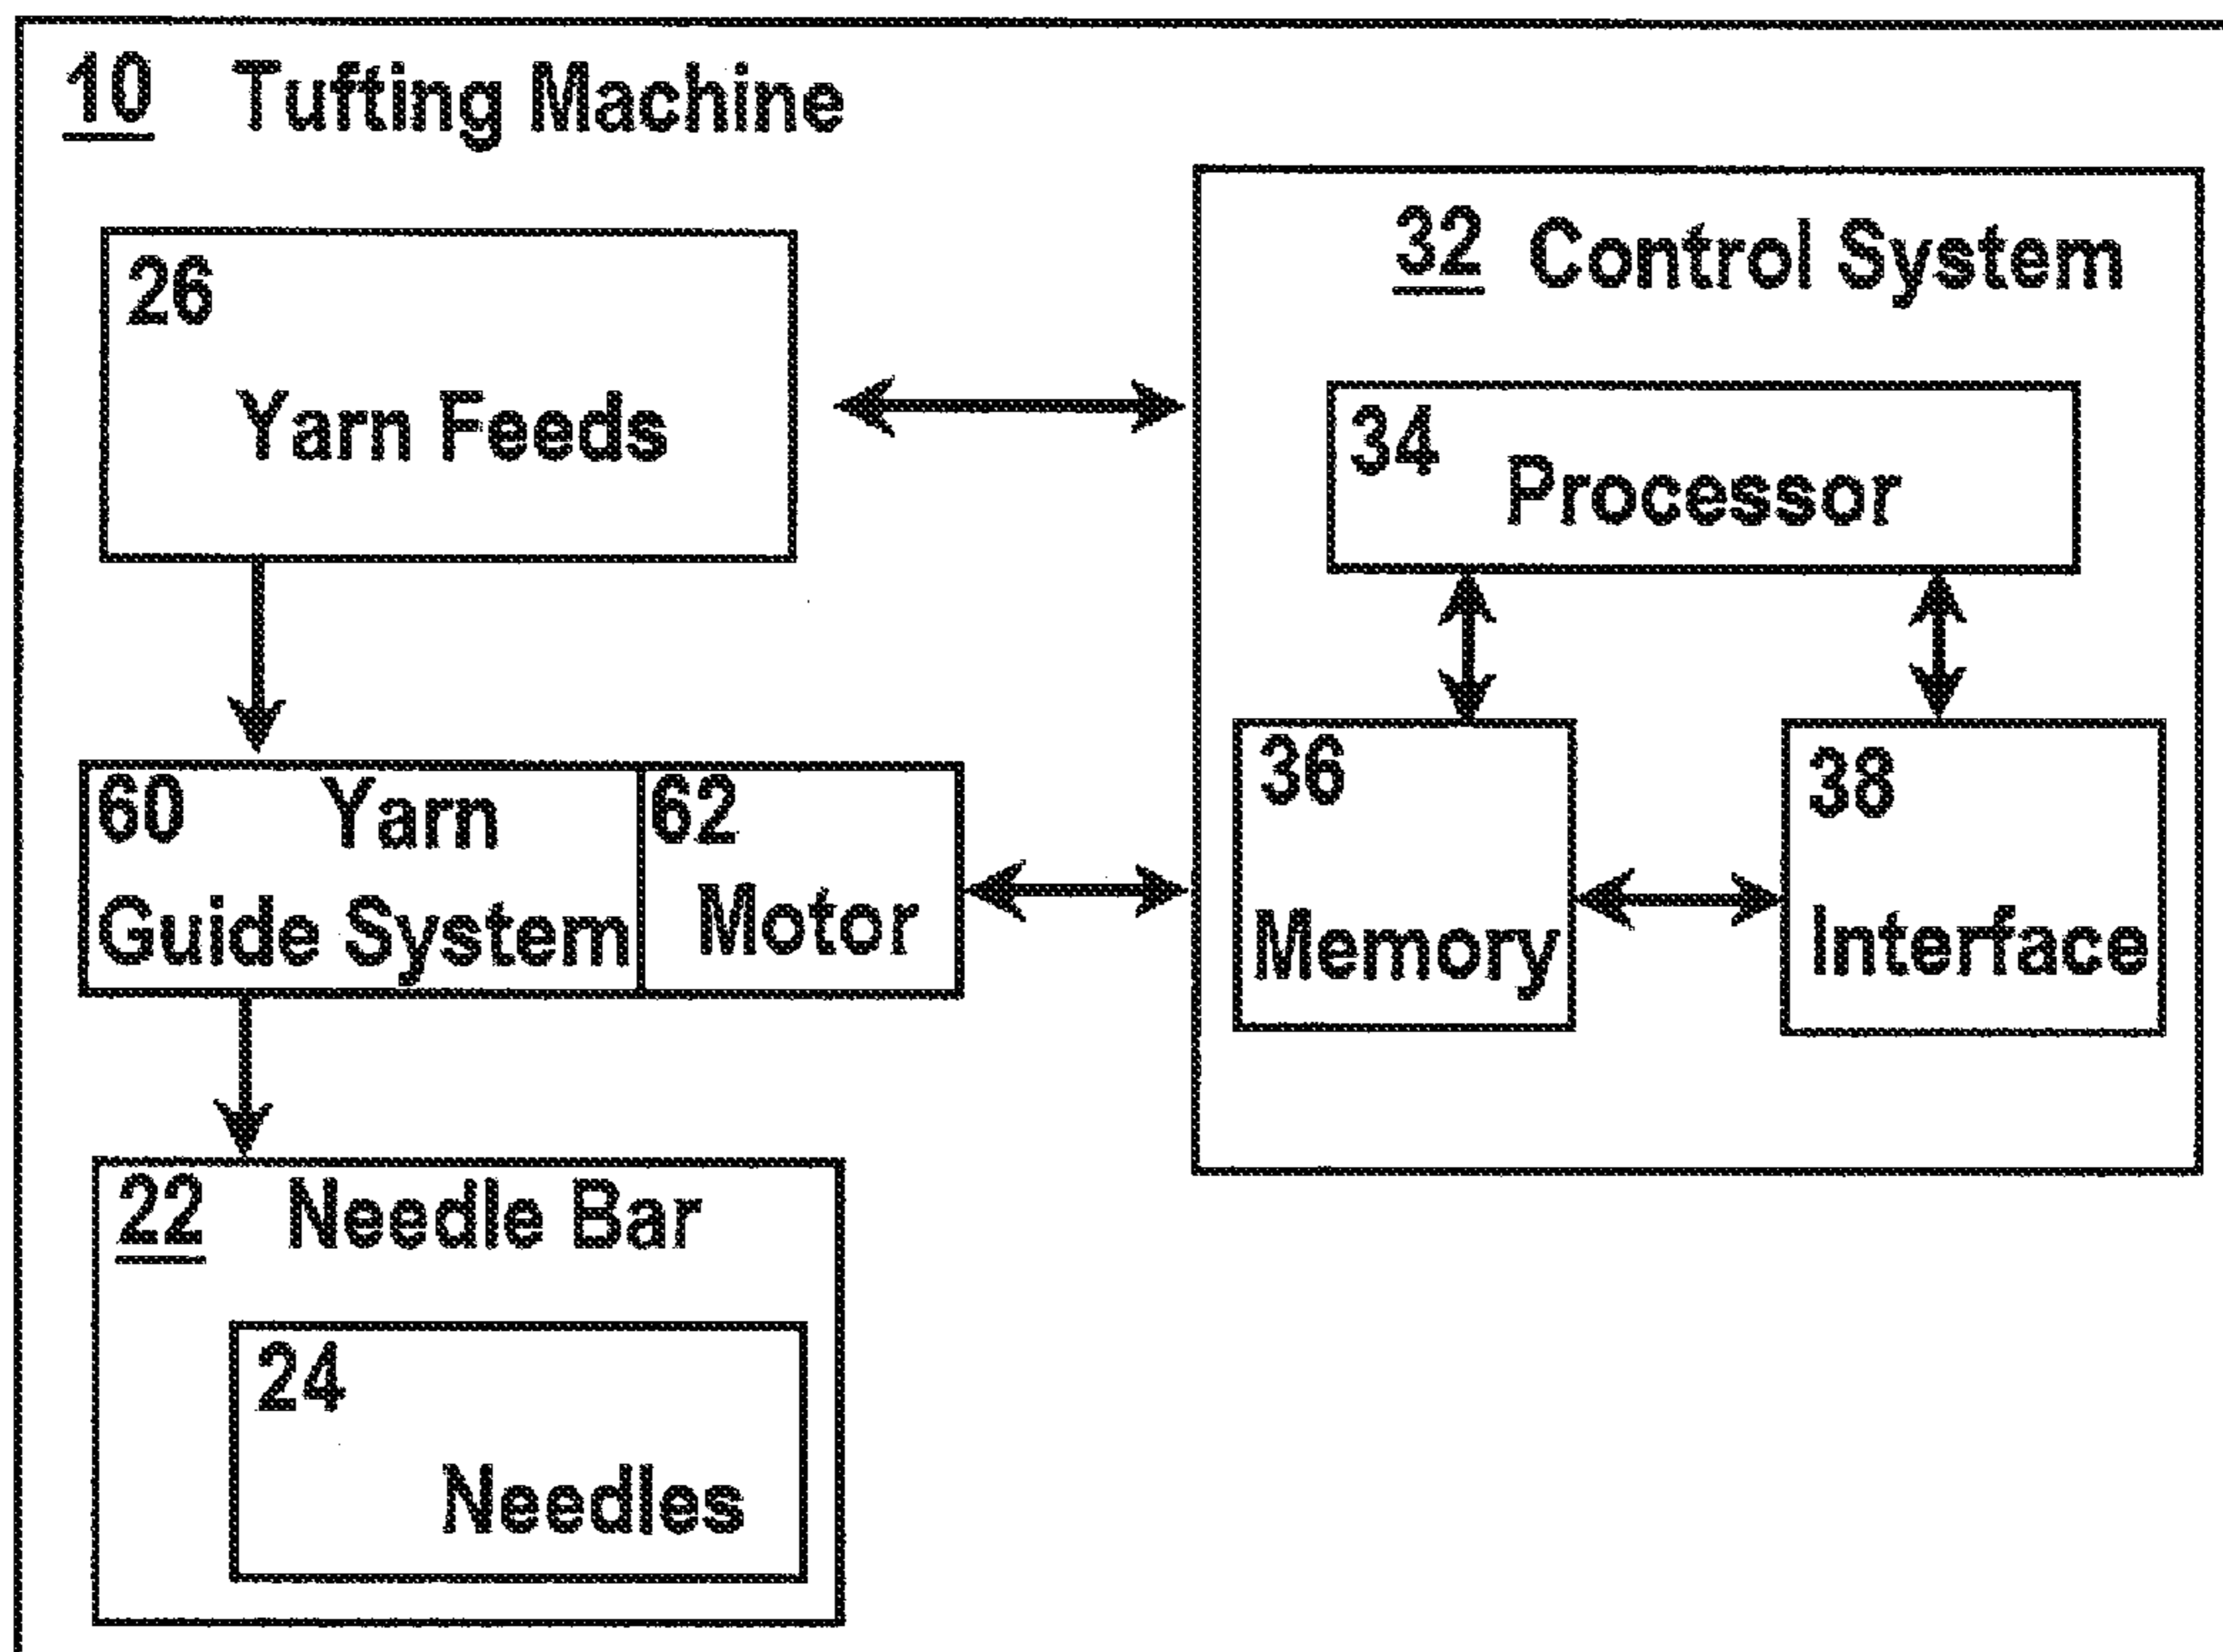 10 Tufting Machine
26
Yarn Feeds
32 Control System
34
Processor
60 Yarn
Guide System
62
Motor
36
Memory
38
Interface
22 Needle Bar
24
Needles